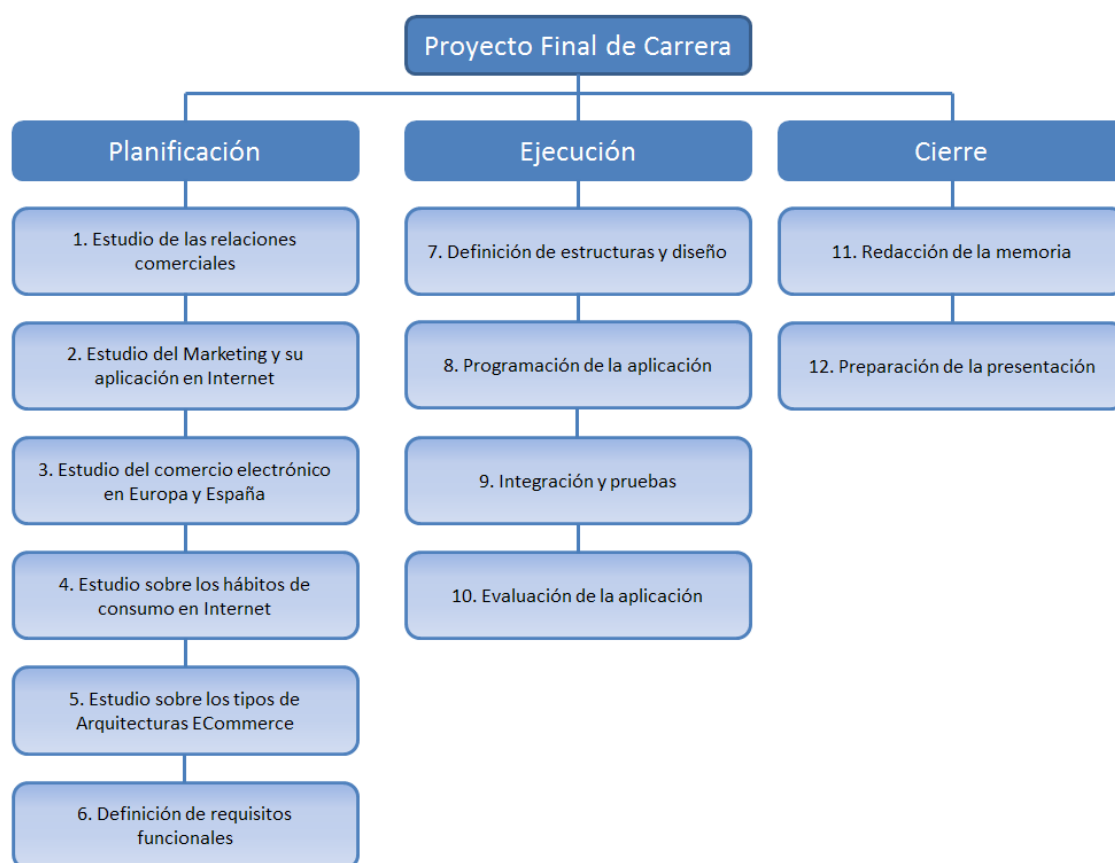 Proyecto Final de Carrera
Planificación
1. Estudio de las relaciones
comerciales
2. Estudio del Marketing y su
aplicación en Internet
3. Estudio del comercio electrónico
en Europa y España
4. Estudio sobre los hábitos de
consumo en Internet
5. Estudio sobre los tipos de
Arquitecturas ECommerce
6. Definición de requisitos
funcionales
Ejecución
7. Definición de estructuras y diseño
8. Programación de la aplicación
9. Integración y pruebas
10. Evaluación de la aplicación
Cierre
11. Redacción de la memoria
12. Preparación de la presentación